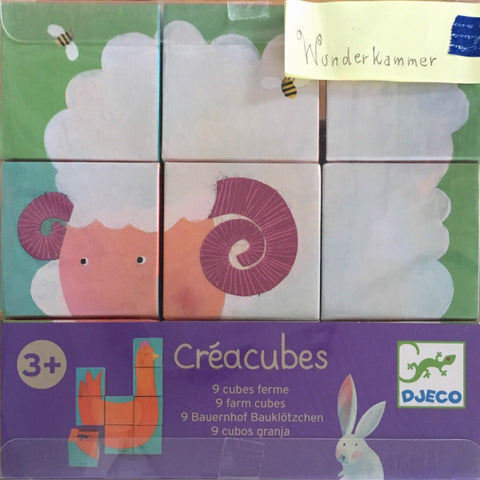 Wunderkammer
3+
Créacubes
9 cubes ferme
9 farm cubes
9 Bauernhof Bauklötzchen
9 cubos granja
DJECO